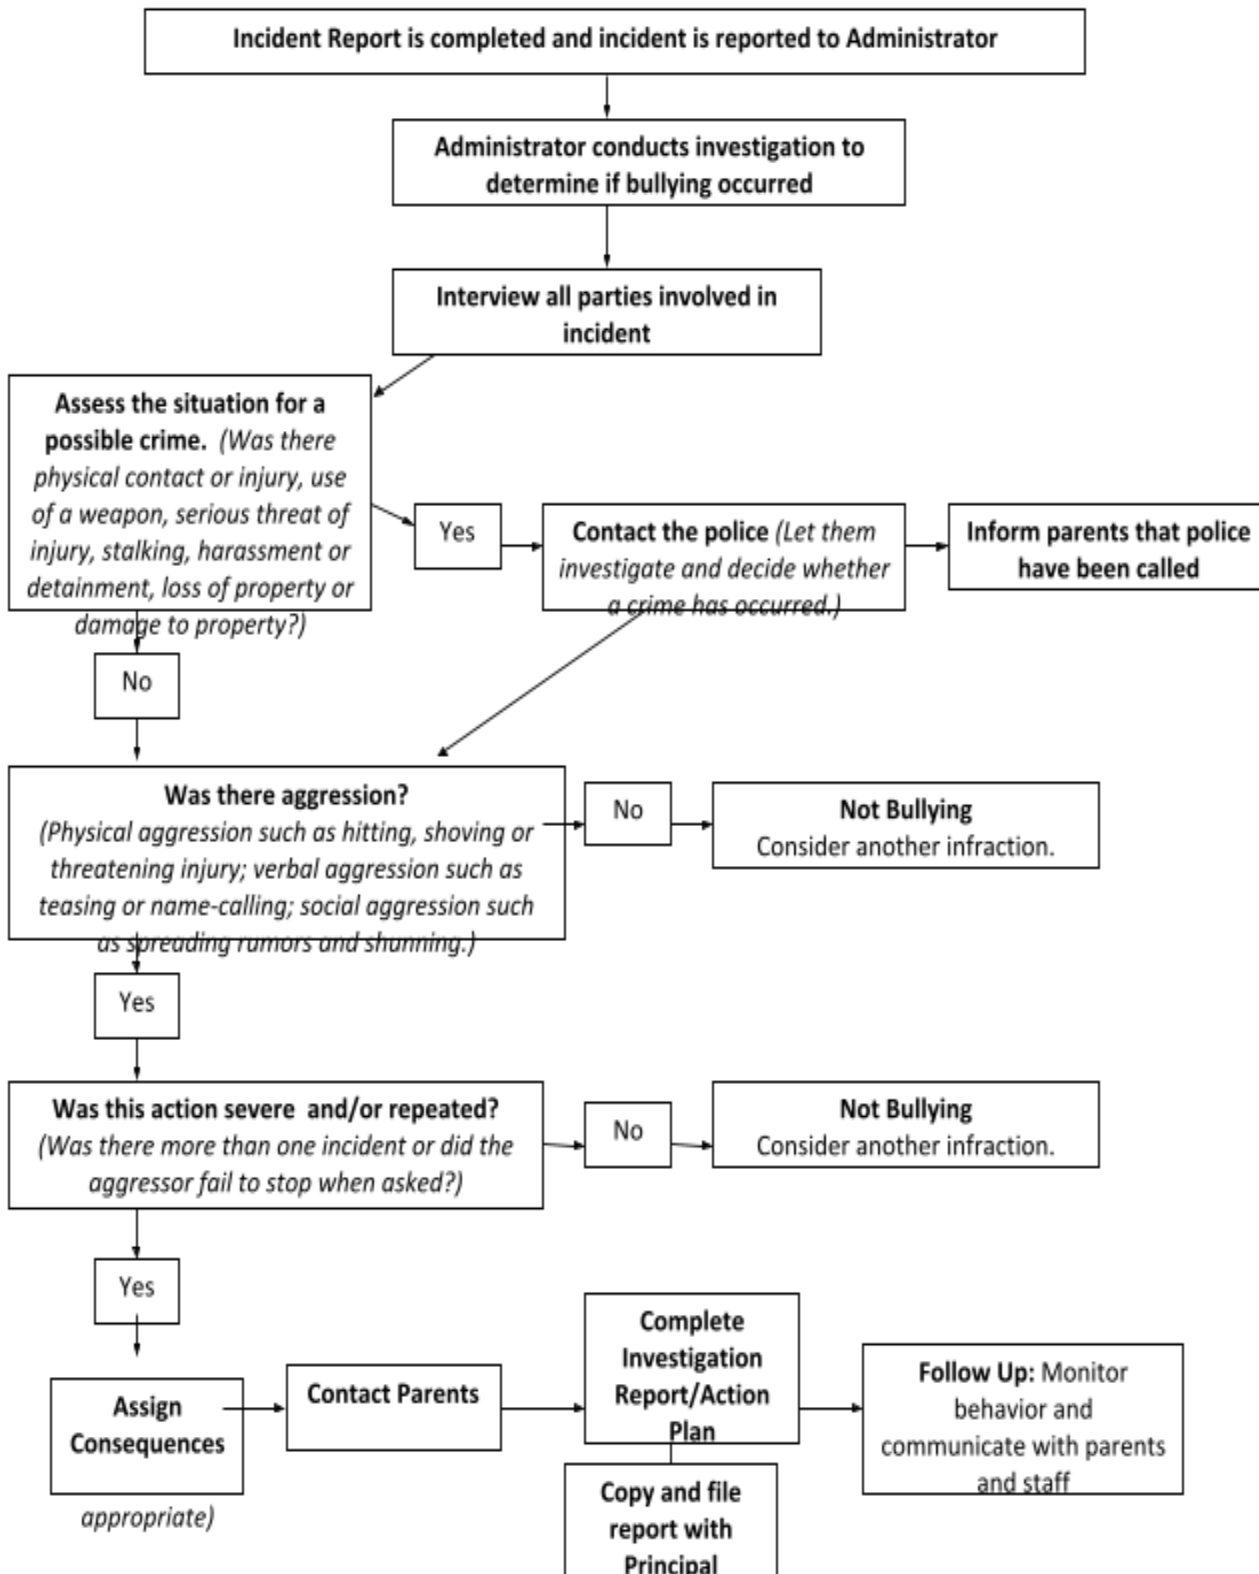 Incident Report is completed and incident is reported to Administrator
Administrator conducts investigation to
determine if bullying occurred
Interview all parties involved in
incident
Assess the situation for a
possible crime. (Was there
physical contact or injury, use
of a weapon, serious threat of
injury, stalking, harassment or
detainment, loss of property or
damage to property?)
Yes
Contact the police (Let them
investigate and decide whether
a crime has occurred.)
Inform parents that police
have been called
No
Was there aggression?
(Physical aggression such as hitting, shoving or
threatening injury; verbal aggression such as
teasing or name-calling; social aggression such
as spreading rumors and shunning.)
No
Not Bullying
Consider another infraction.
Yes
Was this action severe and/or repeated?
(Was there more than one incident or did the
aggressor fail to stop when asked?)
No
Not Bullying
Consider another infraction.
Yes
Assign
Consequences
appropriate)
Contact Parents
Complete
Investigation
Report/Action
Plan
Copy and file
report with
Principal
Follow Up: Monitor
behavior and
communicate with parents
and staff